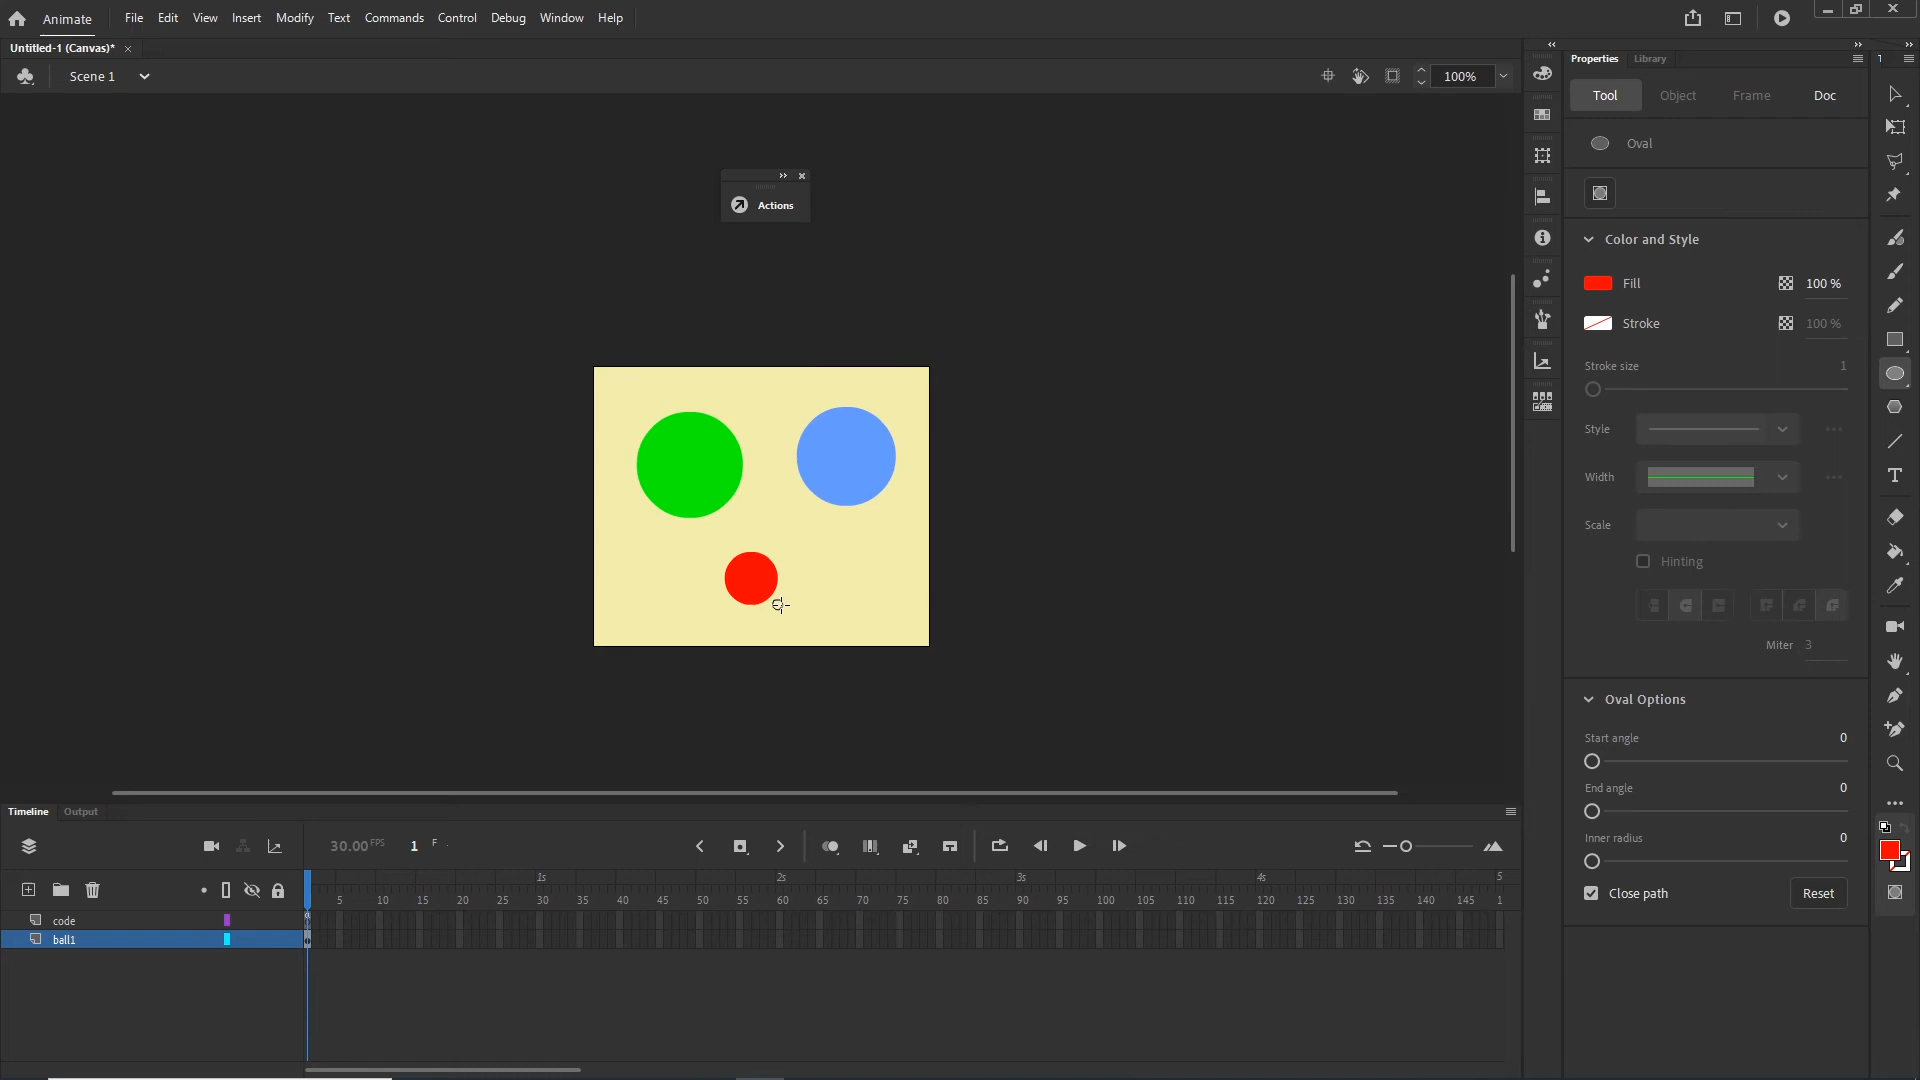 Animate File Edit View Insert Modify Text Commands Control Debug Window Help
Untitled-1 (Canvas)*
Scene 1 100%
Actions
Properties Library
Tool Object Frame Doc
Oval
Color and Style
Fill 100 %
Stroke 100 %
Stroke size 1
Style
Width
Scale
Hinting
Miter 3
Oval Options
Start angle 0
End angle 0
Inner radius 0
Close path Reset
Timeline Output
30.00 FPS 1 F
1s 2s 3s 4s 5
5 10 15 20 25 30 35 40 45 50 55 60 65 70 75 80 85 90 95 100 105 110 115 120 125 130 135 140 145 1
code
ball1